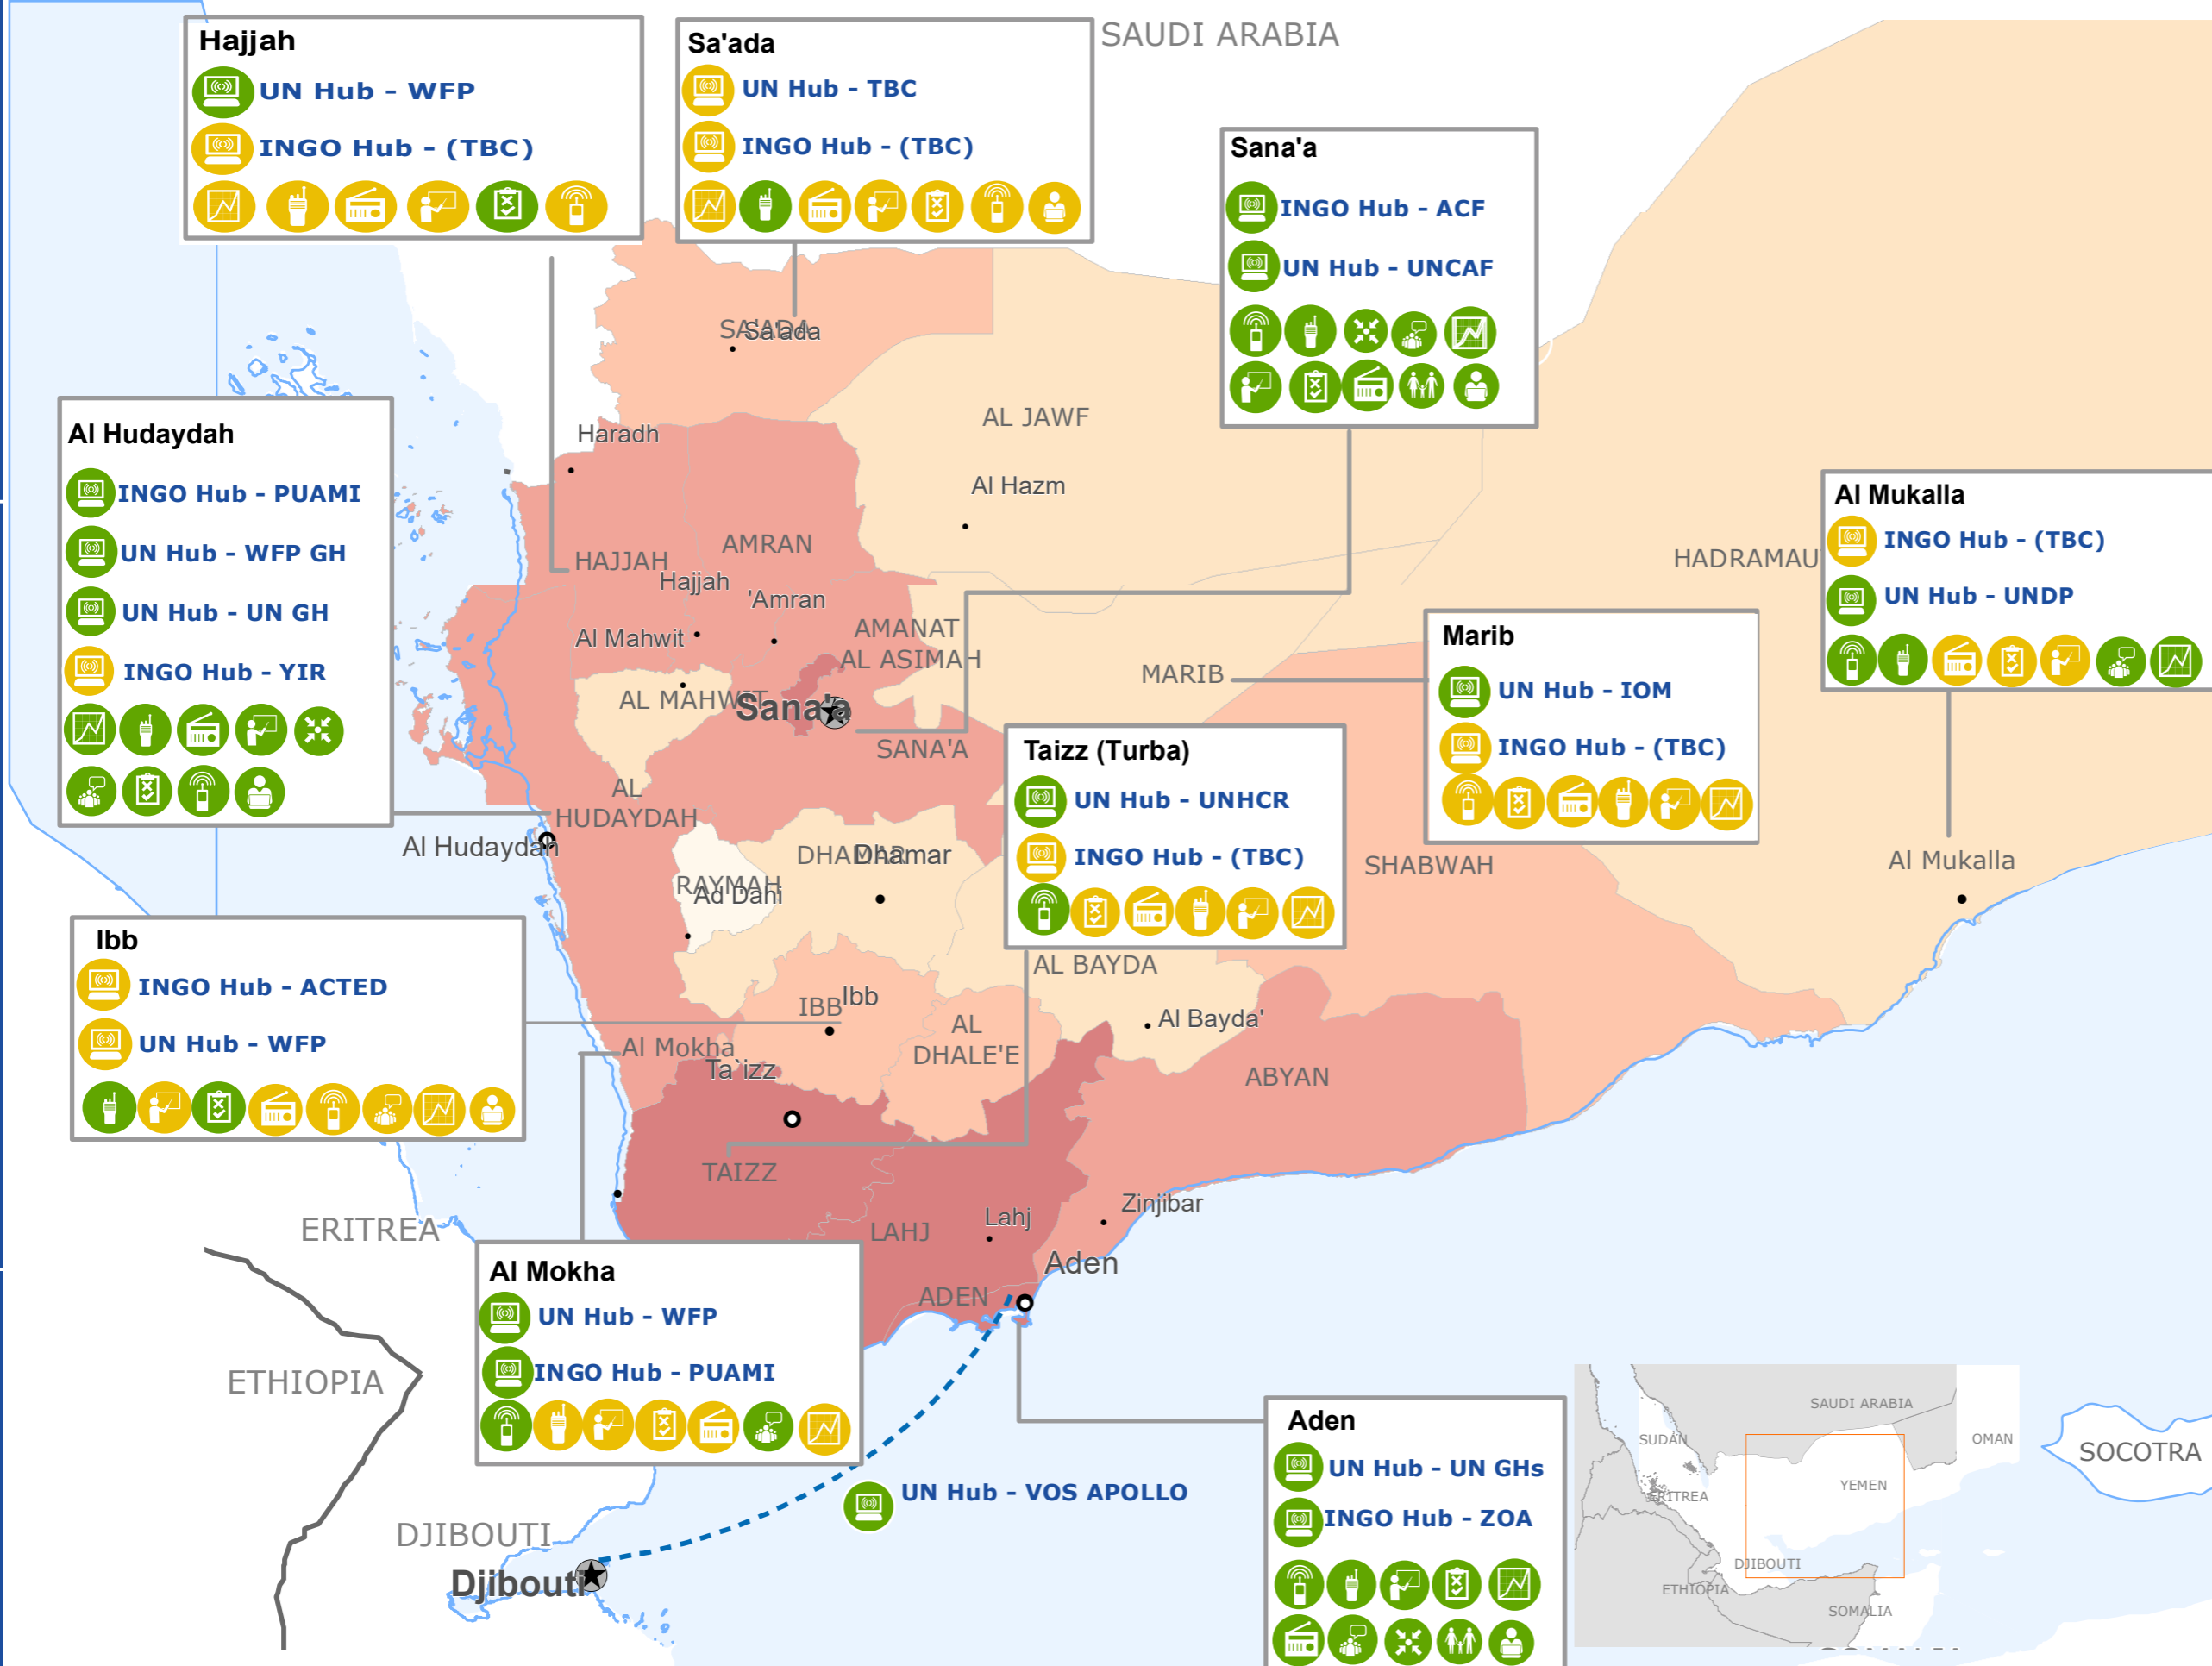 SAUDI ARABIA
Hajjah
UN Hub - WFP
INGO Hub - (TBC)
Sa'ada
UN Hub - TBC
INGO Hub - (TBC)
Sana'a
INGO Hub - ACF
UN Hub - UNCAF
Al Hudaydah
INGO Hub - PUAMI
UN Hub - WFP GH
UN Hub - UN GH
INGO Hub - YIR
Al Mukalla
INGO Hub - (TBC)
UN Hub - UNDP
Marib
UN Hub - IOM
INGO Hub - (TBC)
Taizz (Turba)
UN Hub - UNHCR
INGO Hub - (TBC)
Ibb
INGO Hub - ACTED
UN Hub - WFP
Al Mokha
UN Hub - WFP
INGO Hub - PUAMI
Aden
UN Hub - UN GHs
INGO Hub - ZOA
UN Hub - VOS APOLLO
SA'ADA
Sa'ada
Haradh
AL JAWF
Al Hazm
HAJJAH
Hajjah
AMRAN
'Amran
Al Mahwit
AMANAT
AL ASIMAH
AL MAHWIT
Sana'a
SANA'A
MARIB
HADRAMAU
AL
HUDAYDAH
Al Hudaydah
RAYMAH
Ad Dahi
DHAMAR
Dhamar
SHABWAH
Al Mukalla
AL BAYDA
Al Bayda'
IBB
Ibb
AL
DHALE'E
Al Mokha
Ta`izz
ABYAN
TAIZZ
LAHJ
Lahj
Zinjibar
ADEN
Aden
ERITREA
ETHIOPIA
DJIBOUTI
Djibouti
SOCOTRA
SAUDI ARABIA
SUDAN
OMAN
ERITREA
YEMEN
DJIBOUTI
ETHIOPIA
SOMALIA